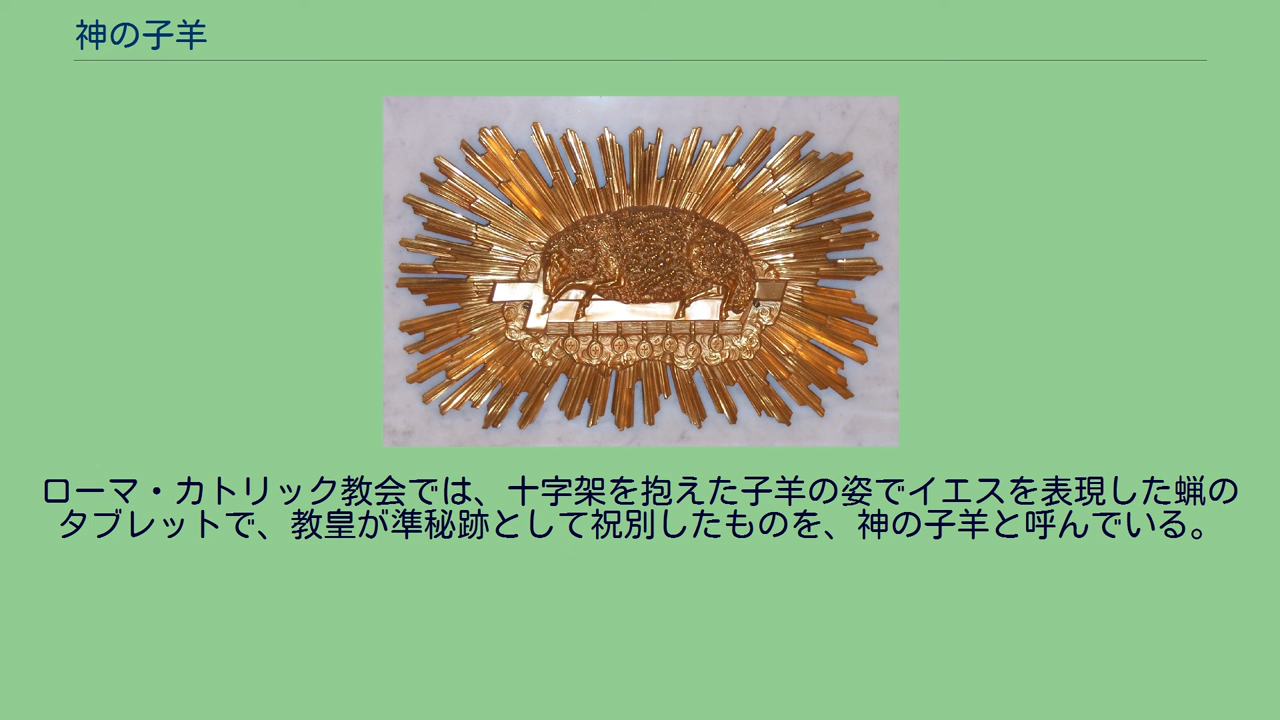 神の子羊
ローマ・カトリック教会では、十字架を抱えた子羊の姿でイエスを表現した蝋の
タブレットで、教皇が準秘跡として祝別したものを、神の子羊と呼んでいる。